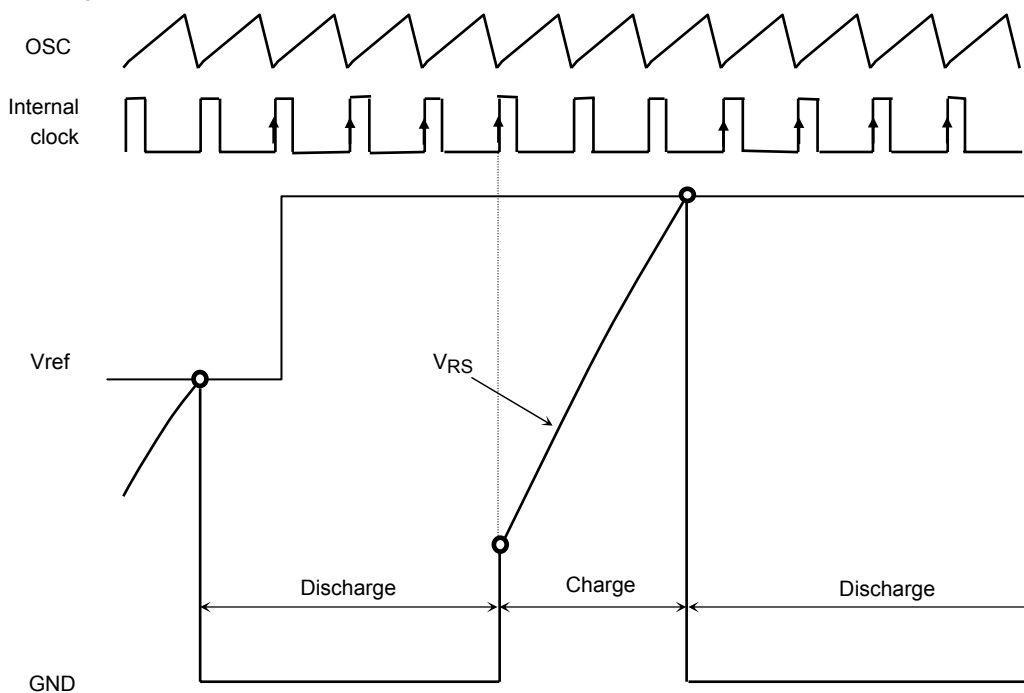 OSC
Internal
clock
Vref
VRS
Discharge
Charge
Discharge
GND